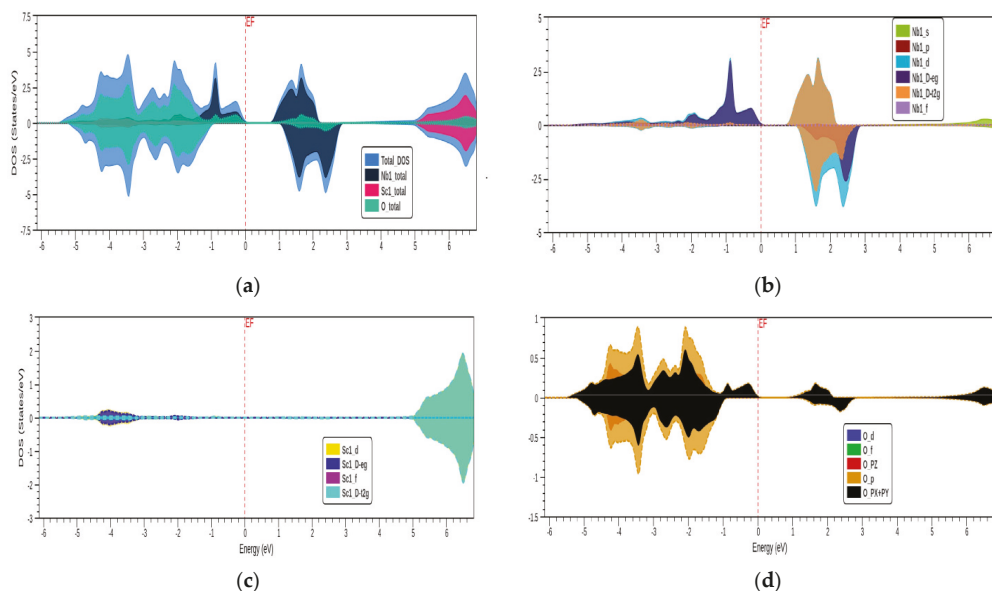 EF
7.5
5
2.5
0
-2.5
-5
-7.5
DOS (States/eV)
Total_DOS
Nb1_total
Sc1_total
O_total
-6 -5 -4 -3 -2 -1 0 1 2 3 4 5 6
(a)
EF
5
2.5
0
-2.5
-5
Nb1_s
Nb1_p
Nb1_d
Nb1_D-eg
Nb1_D-t2g
Nb1_f
-6 -5 -4 -3 -2 -1 0 1 2 3 4 5 6
(b)
EF
3
2
1
0
-1
-2
-3
DOS (States/eV)
Sc1_d
Sc1_D-eg
Sc1_f
Sc1_D-t2g
-6 -5 -4 -3 -2 -1 0 1 2 3 4 5 6
Energy (eV)
(c)
EF
1
0.5
0
-0.5
-1
-1.5
O_d
O_f
O_PZ
O_p
O_PX+PY
-6 -5 -4 -3 -2 -1 0 1 2 3 4 5 6
Energy (eV)
(d)